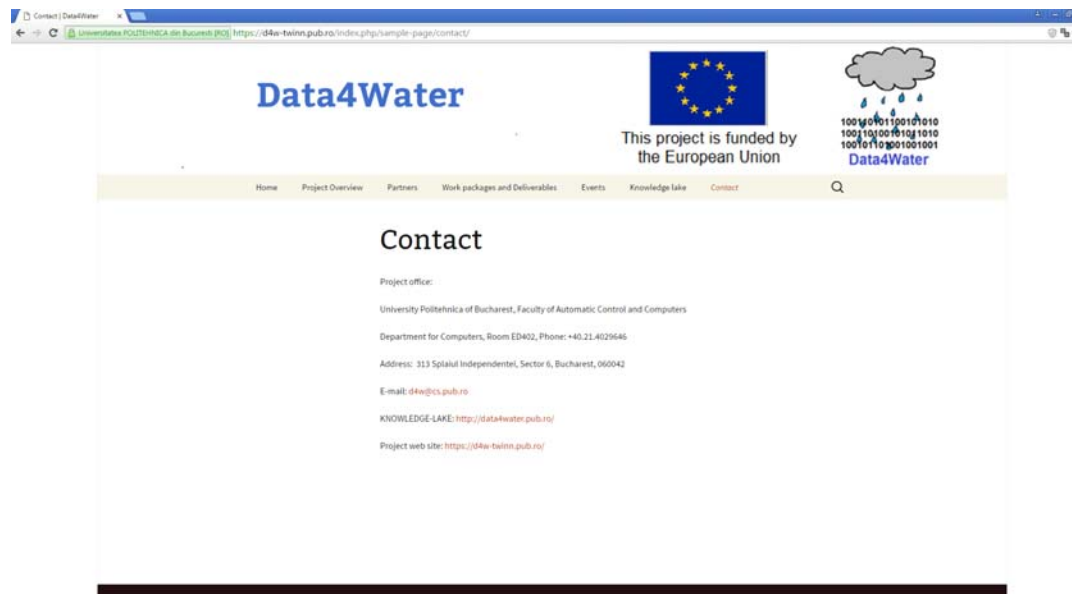 Contact | Data4Water
Universitatea POLITEHNICA din Bucuresti [RO] https://d4w-twinn.pub.ro/index.php/sample-page/contact/
Data4Water
This project is funded by
the European Union
100110101100101010
100110100101011010
100101101001001001
Data4Water
Home Project Overview Partners Work packages and Deliverables Events Knowledge lake Contact
Contact
Project office:
University Politehnica of Bucharest, Faculty of Automatic Control and Computers
Department for Computers, Room ED402, Phone: +40.21.4029646
Address: 313 Splaiul Independentei, Sector 6, Bucharest, 060042
E-mail: d4w@cs.pub.ro
KNOWLEDGE-LAKE: http://data4water.pub.ro/
Project web site: https://d4w-twinn.pub.ro/